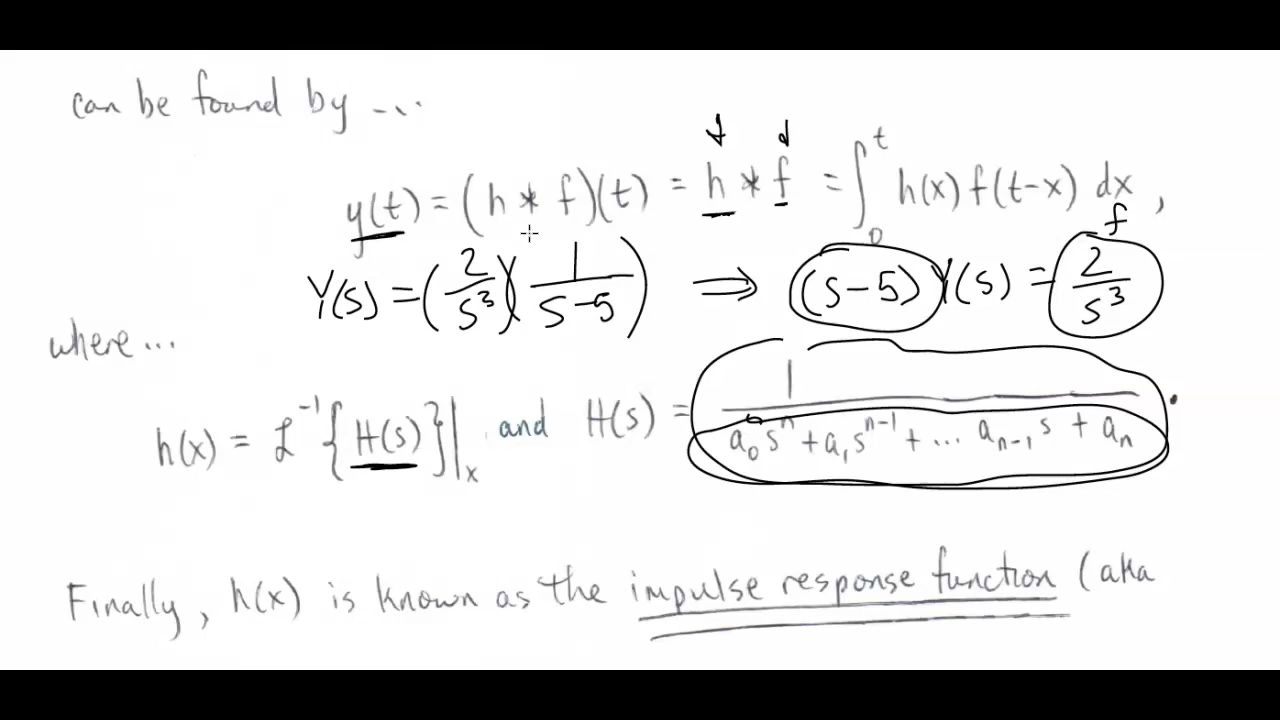 can be found by ...
y(t) = (h * f)(t) = h * f = ∫₀ᵗ h(x) f(t-x) dx ,
f
Y(s) = (2/s³)(1/(s-5)) ⟹ (s-5) Y(s) = 2/s³
where...
h(x) = ℒ⁻¹{H(s)}|ₓ and H(s) = 1/(a₀sⁿ + a₁sⁿ⁻¹ + ... aₙ₋₁s + aₙ) .
Finally, h(x) is known as the impulse response function (aka